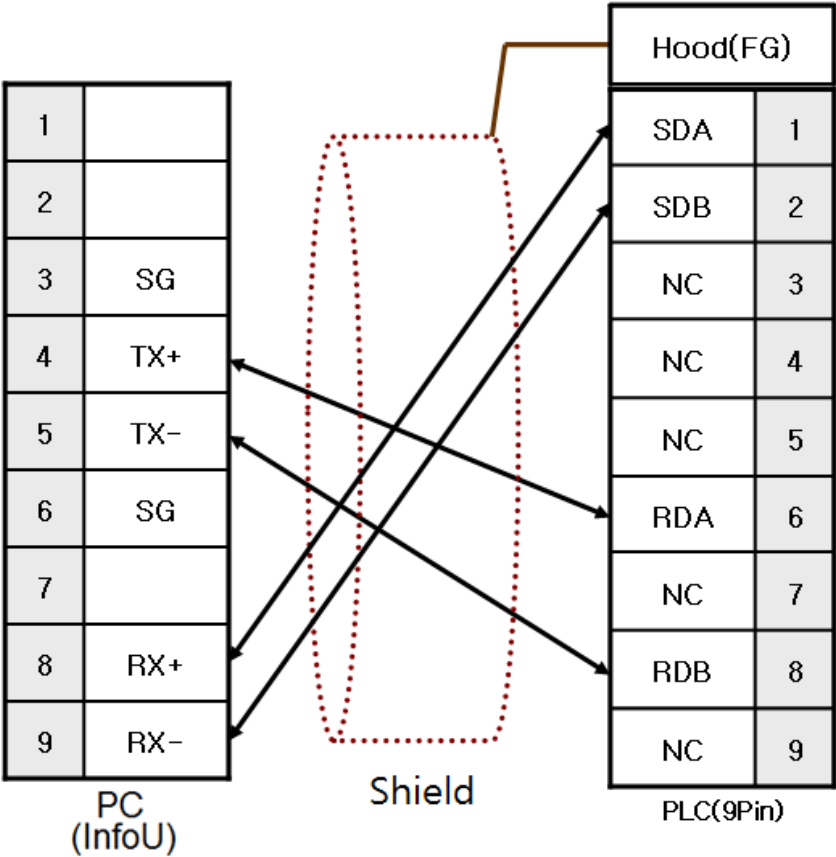 Hood(FG)
1
2
3 SG
4 TX+
5 TX-
6 SG
7
8 RX+
9 RX-
PC
(InfoU)
Shield
SDA 1
SDB 2
NC 3
NC 4
NC 5
RDA 6
NC 7
RDB 8
NC 9
PLC(9Pin)